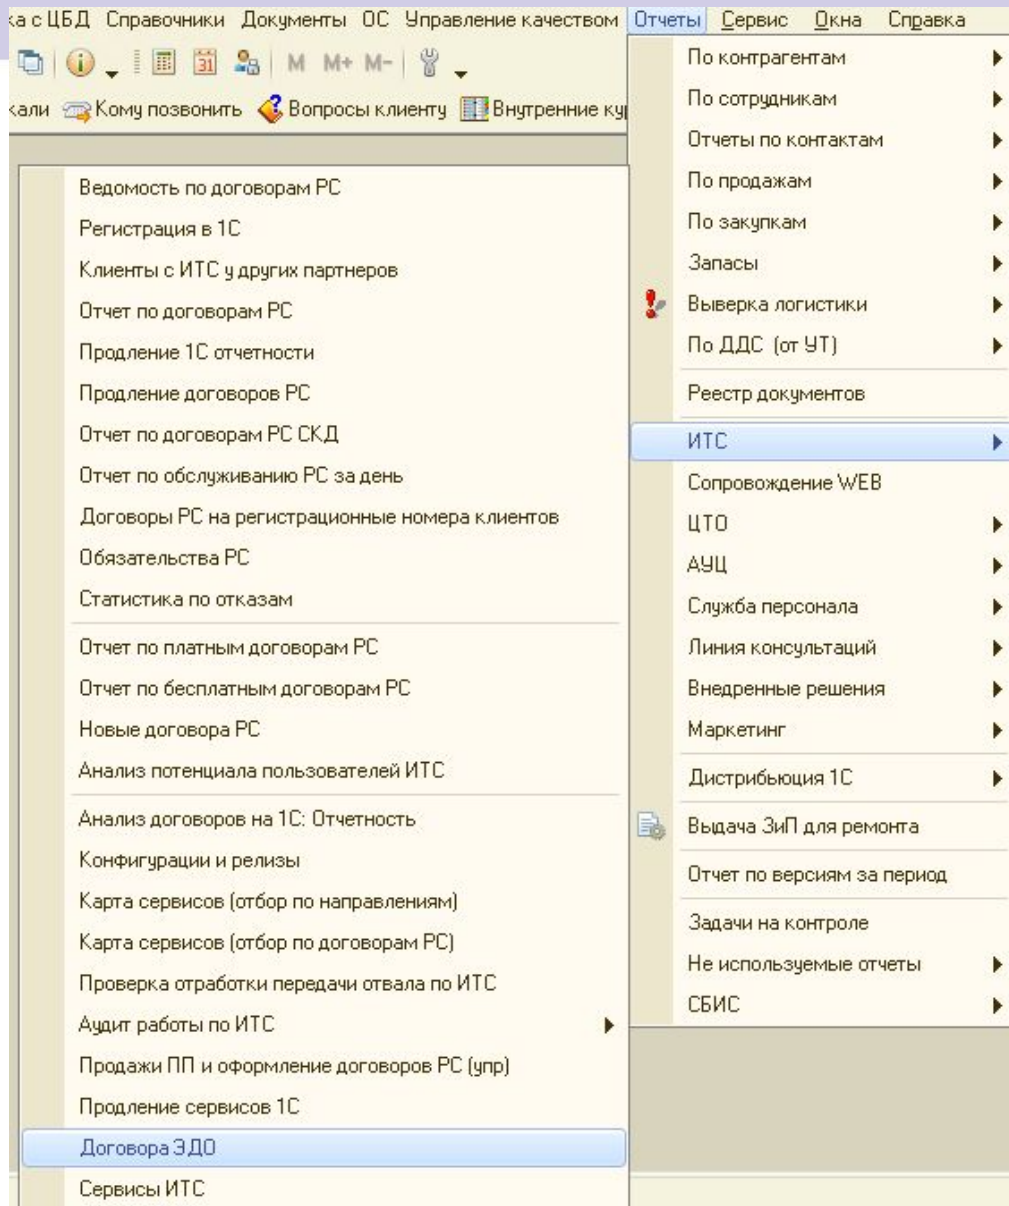 ка с ЦБД Справочники Документы ОС Управление качеством Отчеты Сервис Окна Справка
31 M M+ M-
Кому позвонить Вопросы клиенту Внутренние
По контрагентам
По сотрудникам
Отчеты по контактам
По продажам
По закупкам
Запасы
Выверка логистики
По ДДС (от УТ)
Реестр документов
ИТС
Сопровождение WEB
ЦТО
АУЦ
Служба персонала
Линия консультаций
Внедренные решения
Маркетинг
Дистрибьюция 1С
Выдача ЗиП для ремонта
Отчет по версиям за период
Задачи на контроле
Не используемые отчеты
СБИС
Ведомость по договорам РС
Регистрация в 1С
Клиенты с ИТС у других партнеров
Отчет по договорам РС
Продление 1С отчетности
Продление договоров РС
Отчет по договорам РС СКД
Отчет по обслуживанию РС за день
Договоры РС на регистрационные номера клиентов
Обязательства РС
Статистика по отказам
Отчет по платным договорам РС
Отчет по бесплатным договорам РС
Новые договора РС
Анализ потенциала пользователей ИТС
Анализ договоров на 1С: Отчетность
Конфигурации и релизы
Карта сервисов (отбор по направлениям)
Карта сервисов (отбор по договорам РС)
Проверка отработки передачи отвала по ИТС
Аудит работы по ИТС
Продажи ПП и оформление договоров РС (упр)
Продление сервисов 1С
Договора ЭДО
Сервисы ИТС